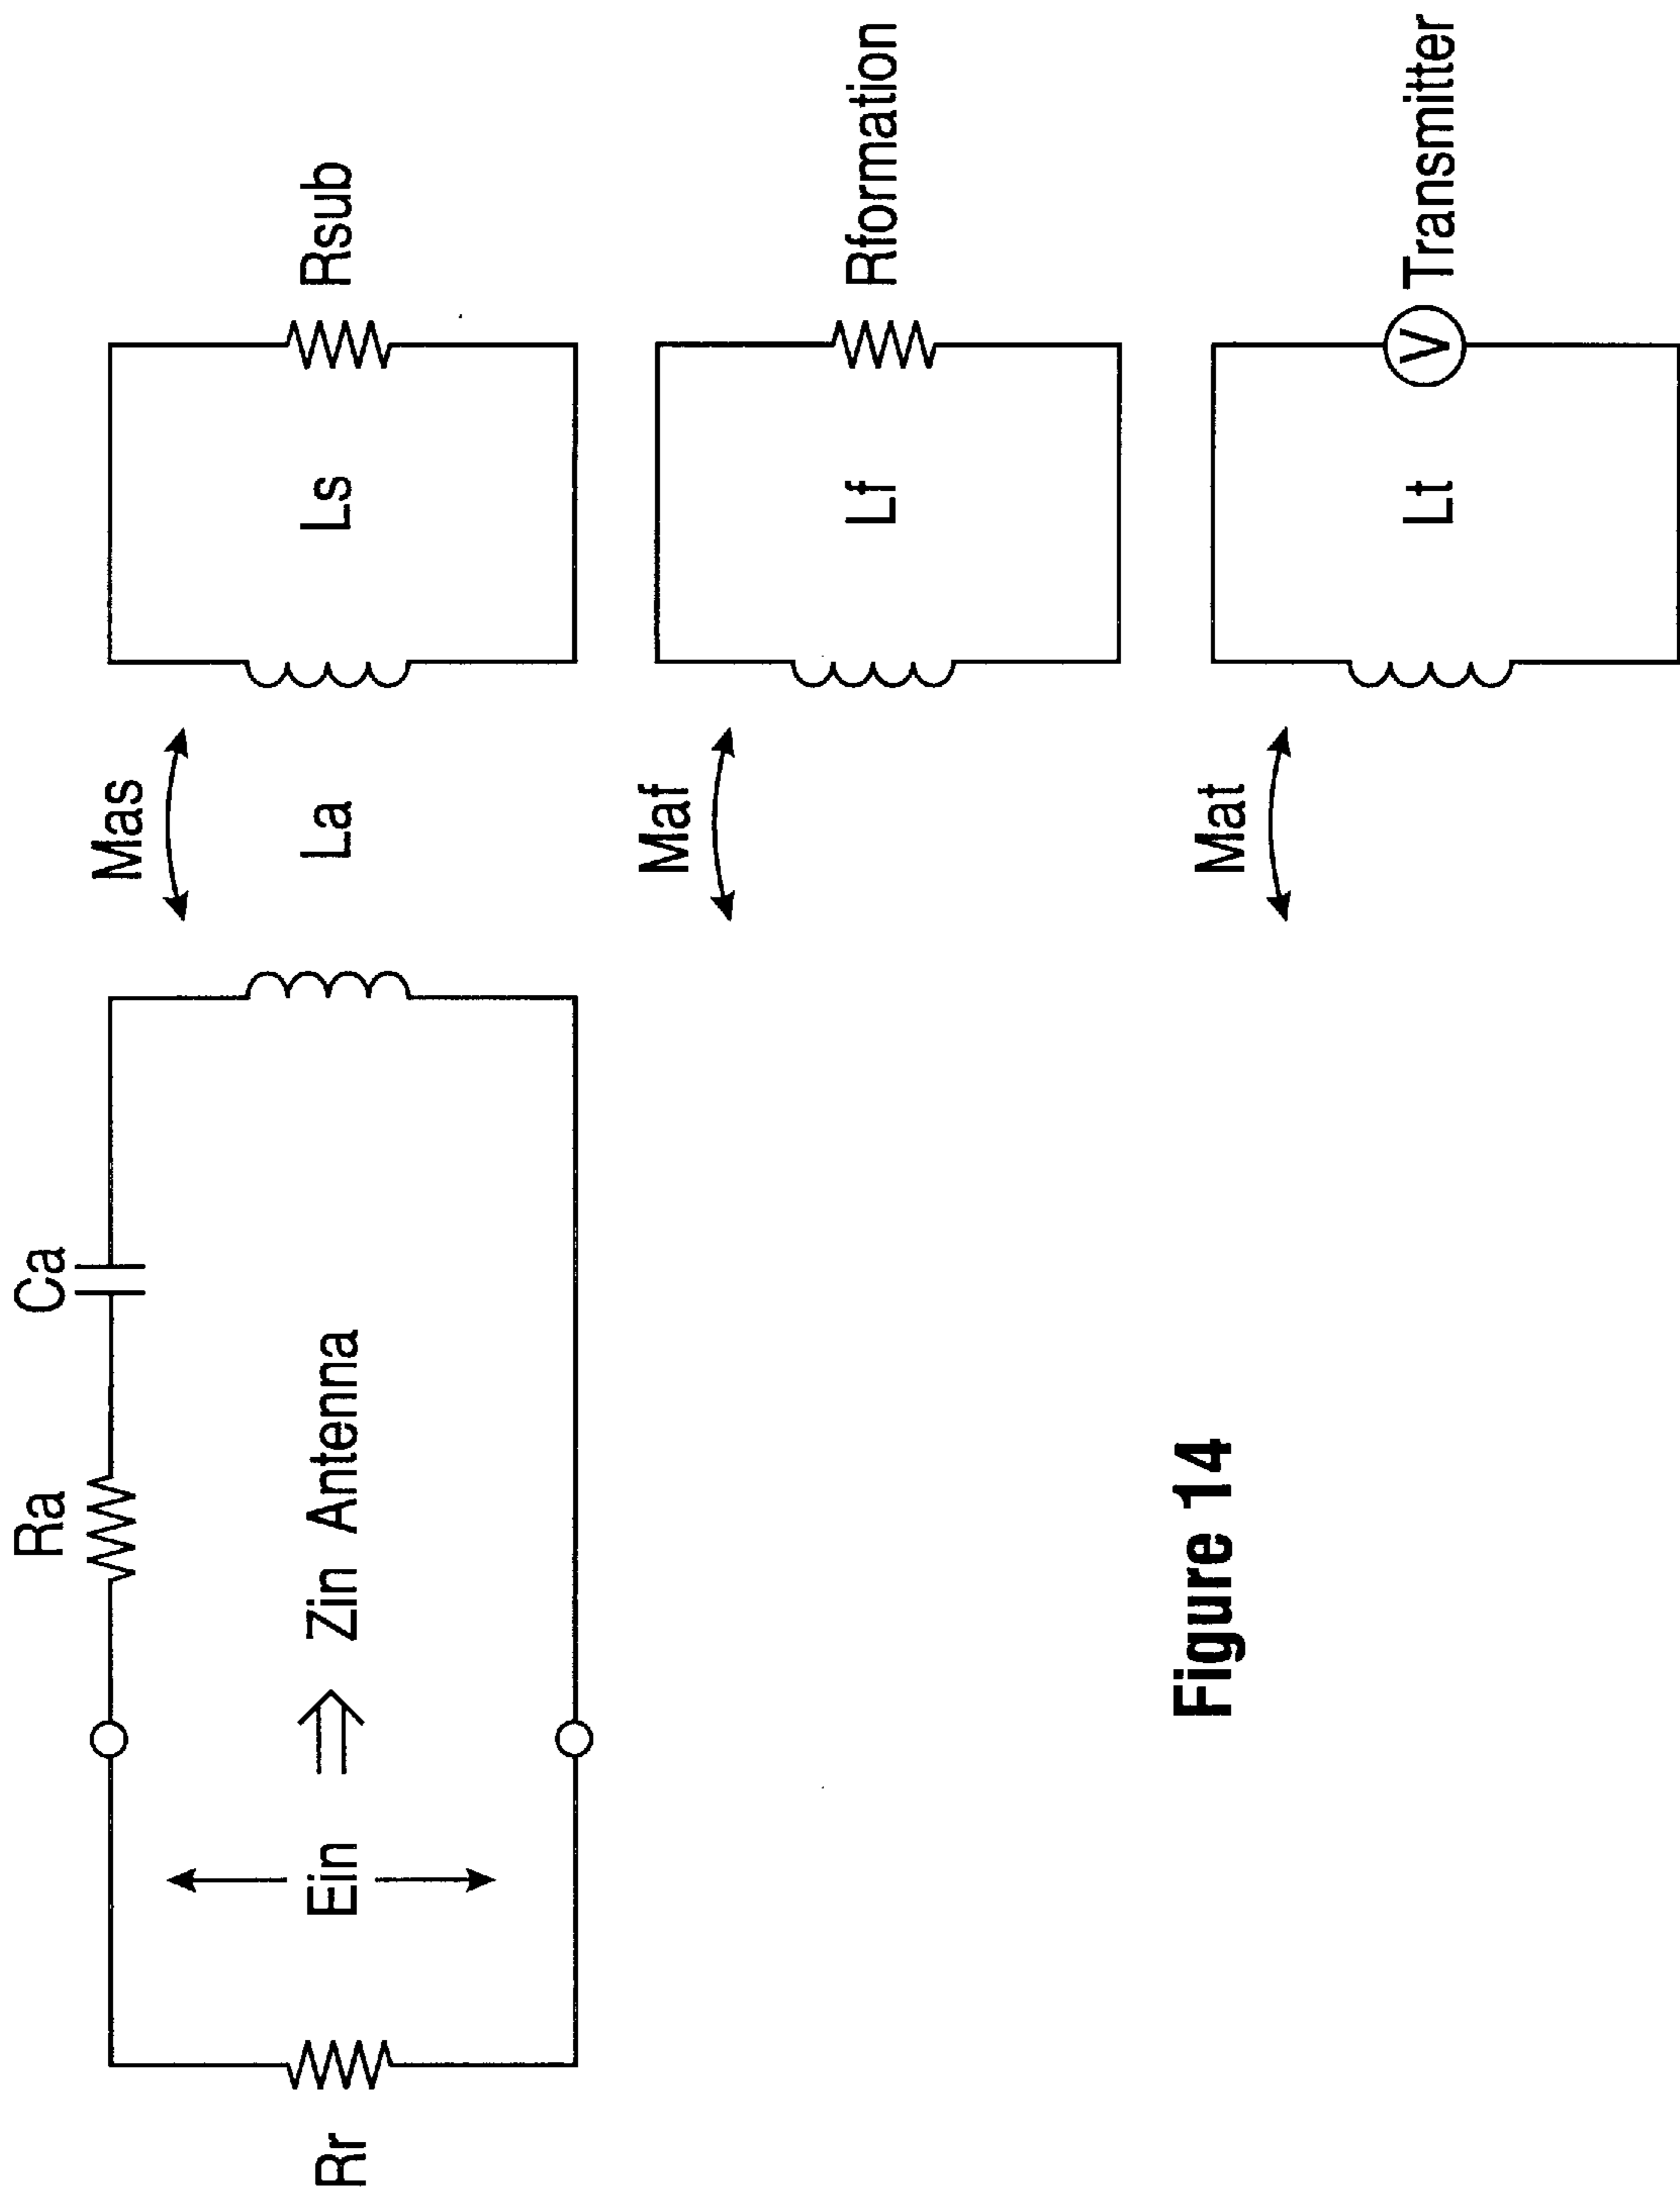 Ra
Ca
Mas
Rr
Ein
Zin Antenna
La
Ls
Rsub
Maf
Lf
Rformation
Mat
Lt
V
Transmitter
Figure 14